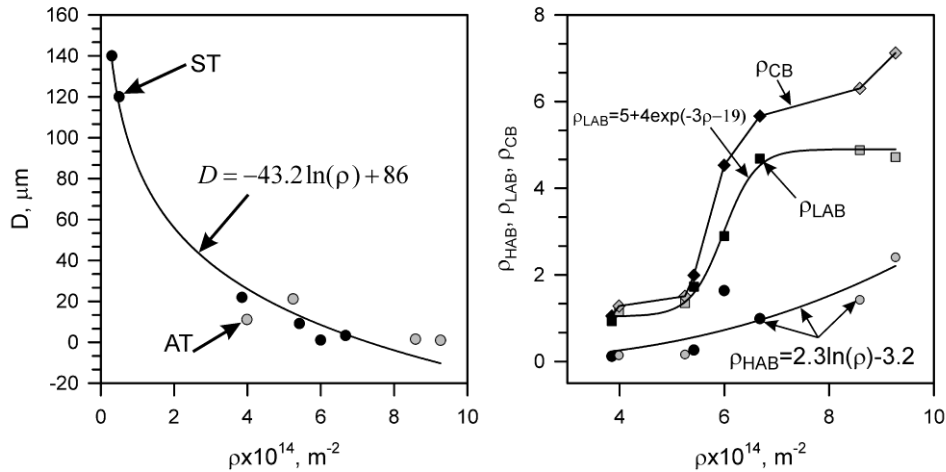 160
140
120
100
80
60
40
20
0
-20
D, μm
ST
D = −43.2 ln(ρ) + 86
AT
0 2 4 6 8 10
ρx10¹⁴, m⁻²
8
6
4
2
0
ρHAB, ρLAB, ρCB
ρCB
ρLAB=5+4exp(-3ρ−19)
ρLAB
ρHAB=2.3ln(ρ)-3.2
4 6 8 10
ρx10¹⁴, m⁻²